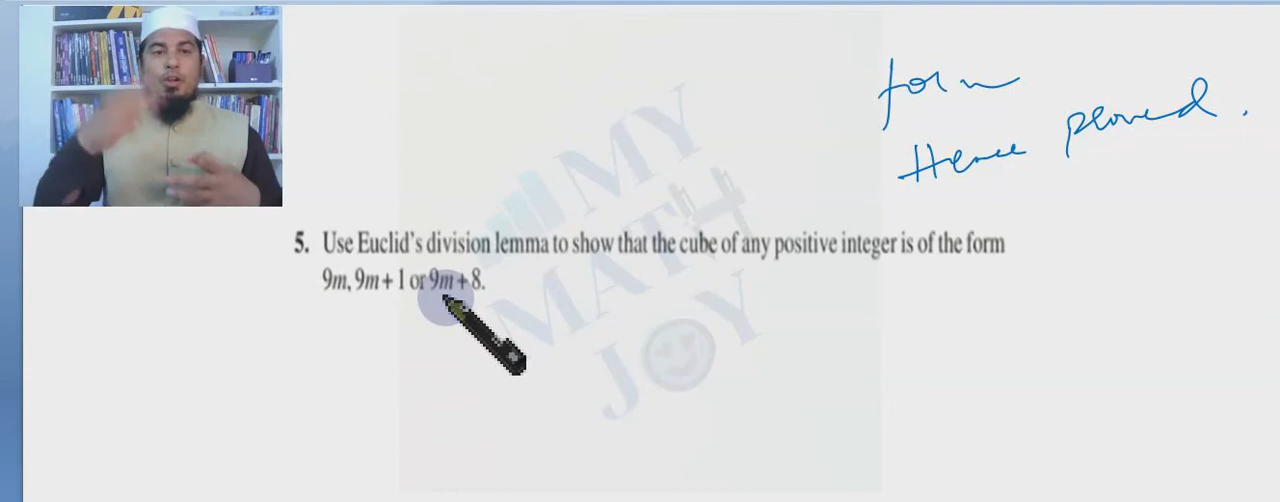 form
Hence proved.
5. Use Euclid's division lemma to show that the cube of any positive integer is of the form
9m, 9m + 1 or 9m + 8.
MY
MATH
JOY